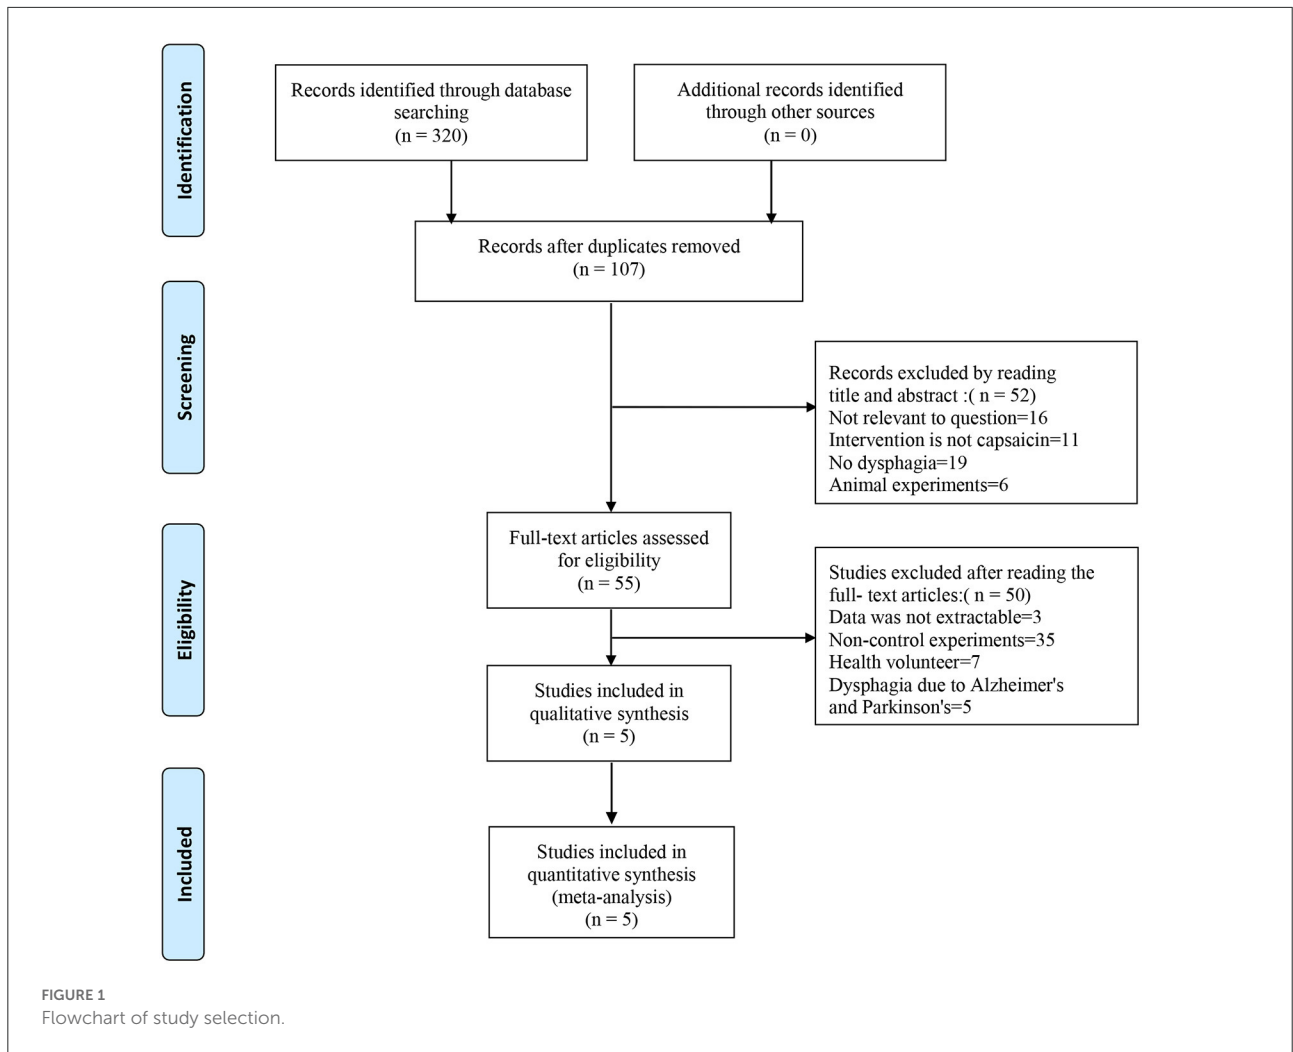 Identification
Records identified through database
searching
(n = 320)
Additional records identified
through other sources
(n = 0)
Records after duplicates removed
(n = 107)
Screening
Records excluded by reading
title and abstract :( n = 52)
Not relevant to question=16
Intervention is not capsaicin=11
No dysphagia=19
Animal experiments=6
Eligibility
Full-text articles assessed
for eligibility
(n = 55)
Studies excluded after reading the
full- text articles:( n = 50)
Data was not extractable=3
Non-control experiments=35
Health volunteer=7
Dysphagia due to Alzheimer's
and Parkinson's=5
Studies included in
qualitative synthesis
(n = 5)
Included
Studies included in
quantitative synthesis
(meta-analysis)
(n = 5)
FIGURE 1
Flowchart of study selection.